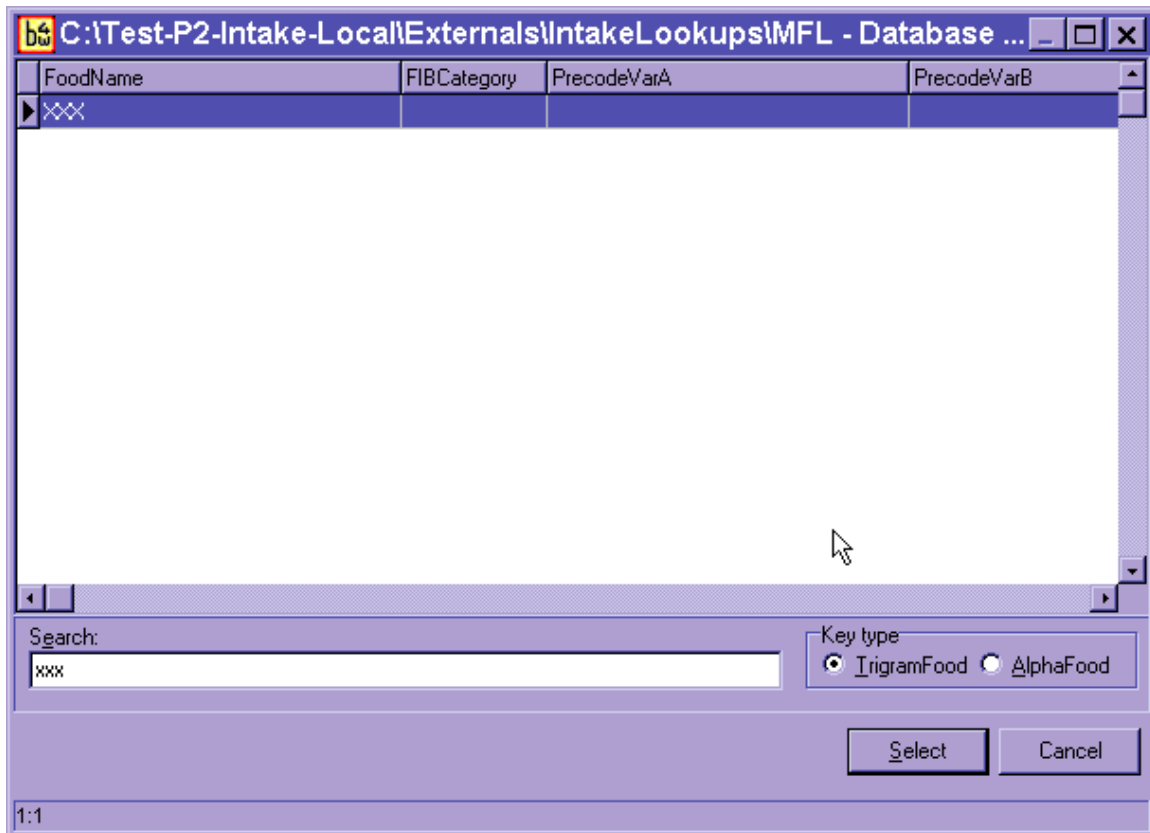 C:\Test-P2-Intake-Local\Externals\IntakeLookups\MFL - Database ...
FoodName FIBCategory PrecodeVarA PrecodeVarB
XXX
Search:
xxx
Key type
TrigramFood AlphaFood
Select Cancel
1:1